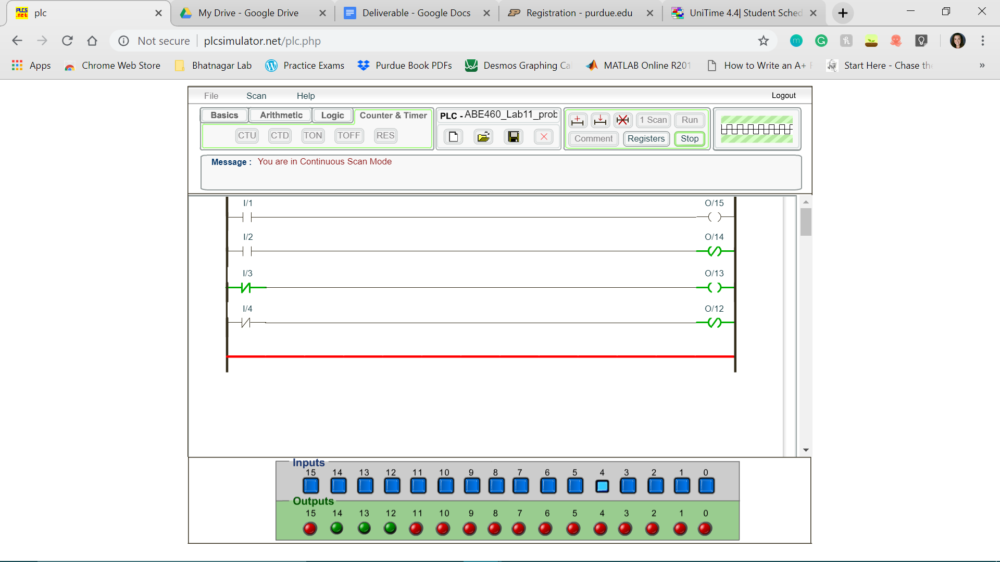 plc
My Drive - Google Drive
Deliverable - Google Docs
Registration - purdue.edu
UniTime 4.4| Student Sched
Not secure
plcsimulator.net/plc.php
Apps
Chrome Web Store
Bhatnagar Lab
Practice Exams
Purdue Book PDFs
Desmos Graphing Ca
MATLAB Online R201
How to Write an A+
Start Here - Chase the
»
File Scan Help Logout
Basics Arithmetic Logic Counter & Timer
CTU CTD TON TOFF RES
PLC - ABE460_Lab11_prob
1 Scan Run
Comment Registers Stop
Message : You are in Continuous Scan Mode
I/1 O/15
I/2 O/14
I/3 O/13
I/4 O/12
Inputs
15 14 13 12 11 10 9 8 7 6 5 4 3 2 1 0
Outputs
15 14 13 12 11 10 9 8 7 6 5 4 3 2 1 0